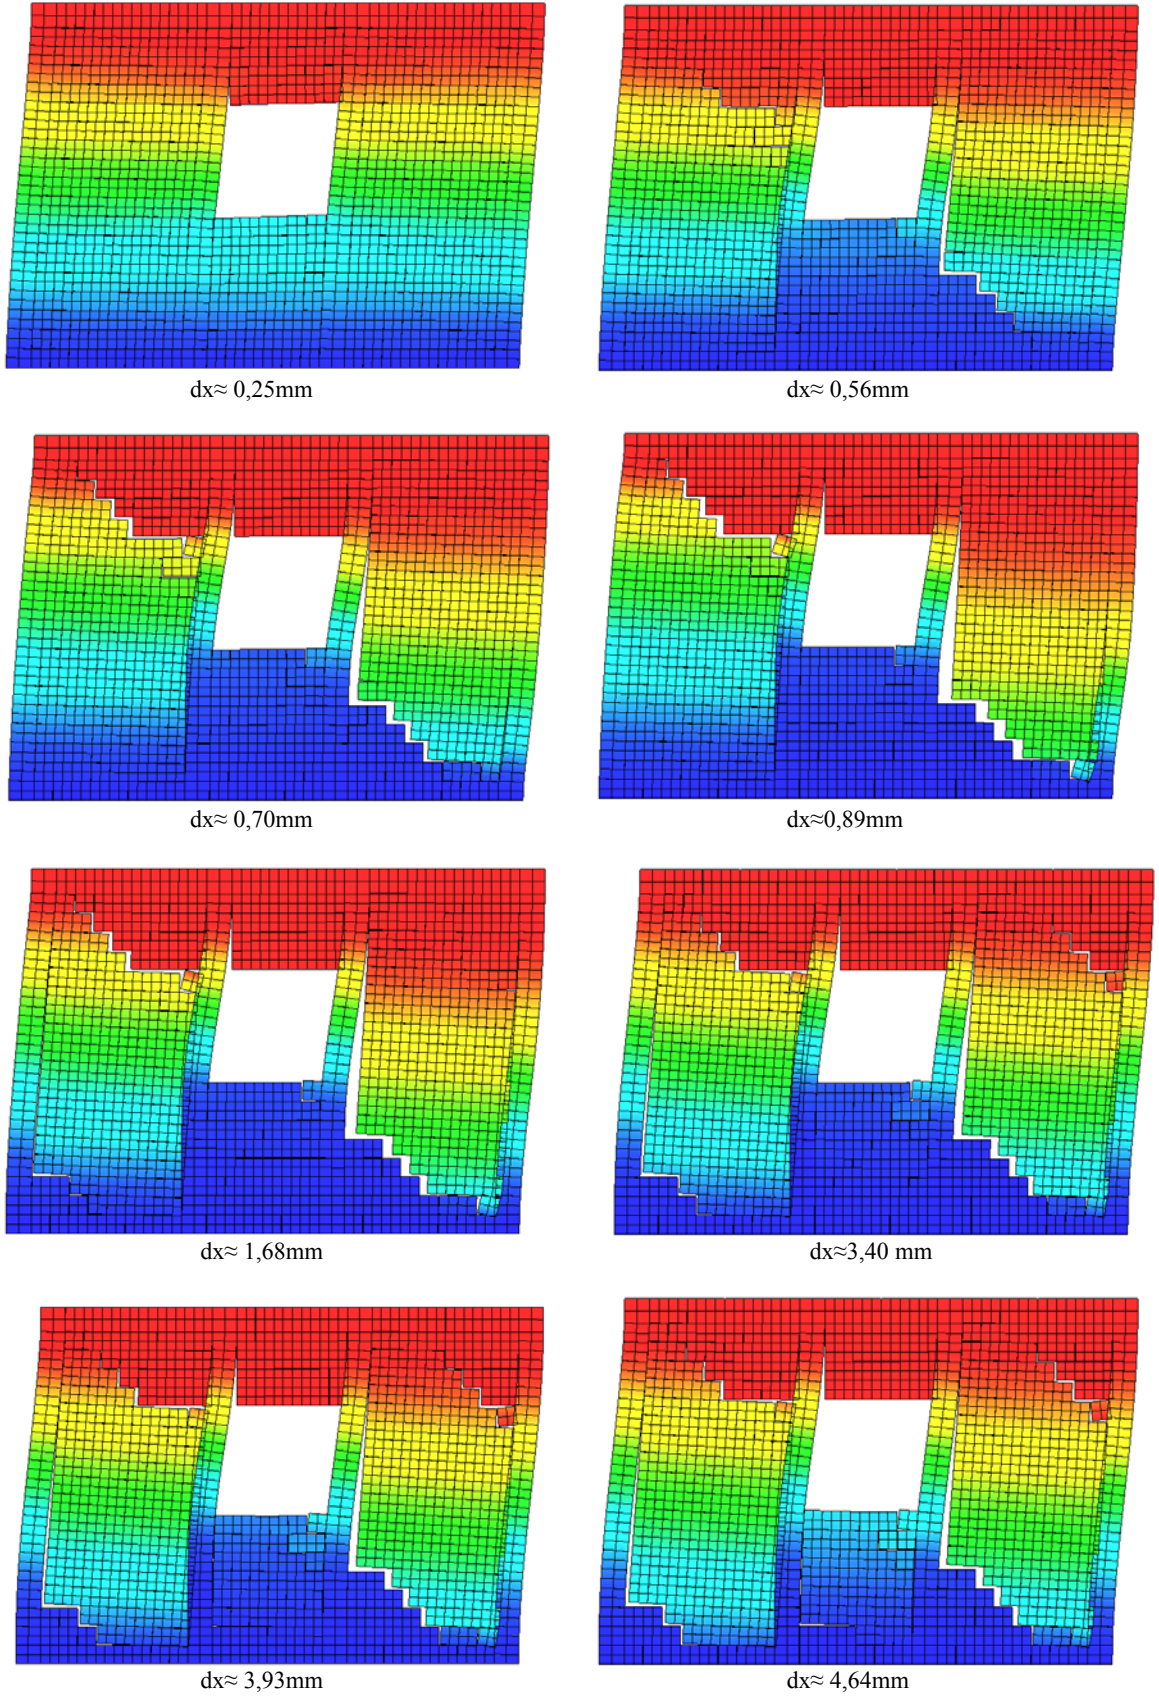 dx≈ 0,25mm
dx≈ 0,56mm
dx≈ 0,70mm
dx≈0,89mm
dx≈ 1,68mm
dx≈3,40 mm
dx≈ 3,93mm
dx≈ 4,64mm